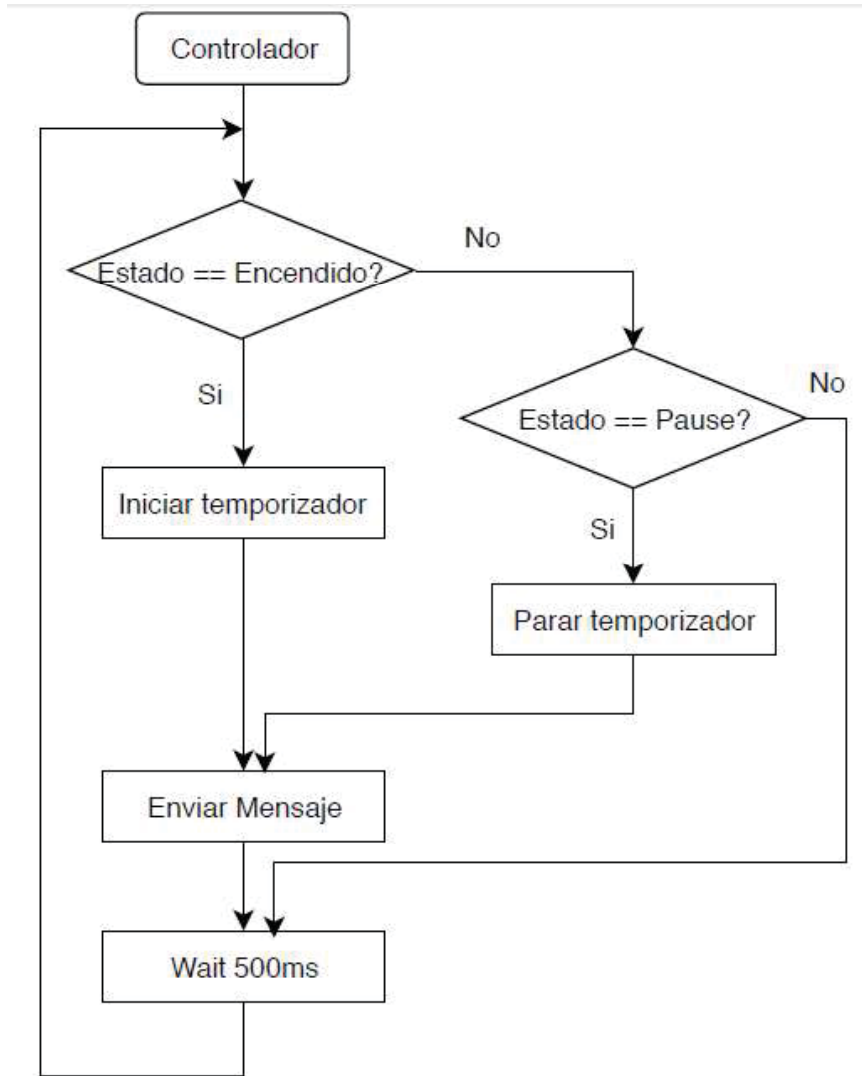 Controlador
Estado == Encendido?
No
Si
Estado == Pause?
No
Iniciar temporizador
Si
Parar temporizador
Enviar Mensaje
Wait 500ms